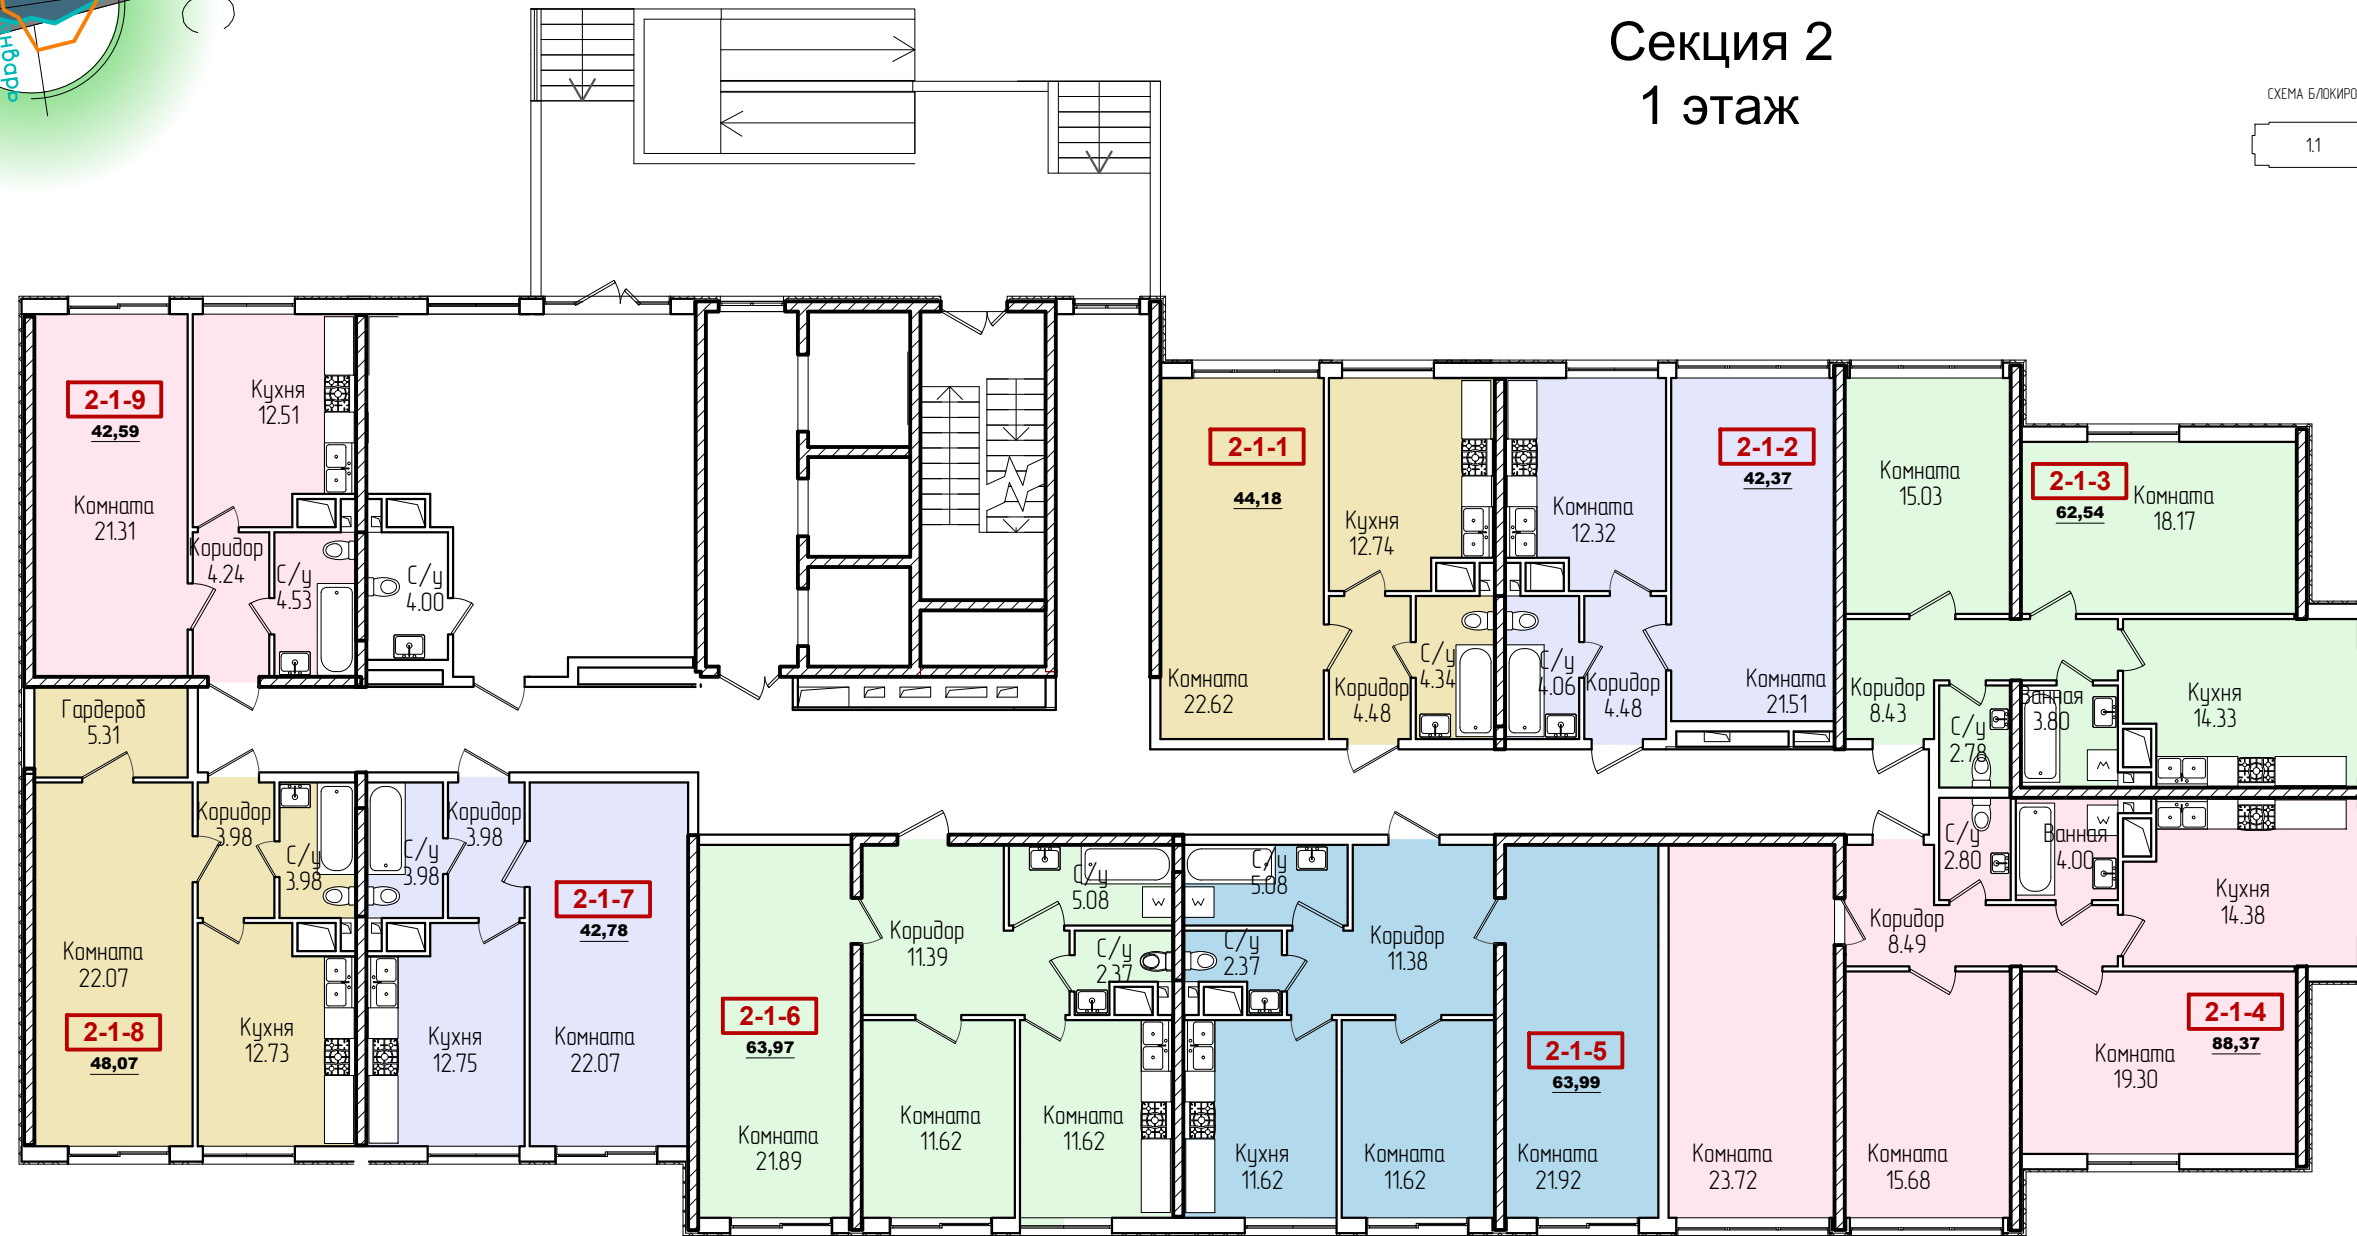 январь
Секция 2
1 этаж
СХЕМА БЛОКИРО
1.1
2-1-9
42,59
Кухня
12.51
Комната
21.31
Коридор
4.24
С/у
4.53
С/у
4.00
2-1-1
44,18
Кухня
12.74
Комната
22.62
Коридор
4.48
С/у
4.34
2-1-2
42,37
Комната
12.32
С/у
4.06
Коридор
4.48
Комната
21.51
Комната
15.03
2-1-3
62,54
Комната
18.17
Коридор
8.43
С/у
2.78
Ванная
3.80
М
Кухня
14.33
Гардероб
5.31
Коридор
3.98
С/у
3.98
Комната
22.07
2-1-8
48,07
Кухня
12.73
Коридор
3.98
С/у
3.98
2-1-7
42,78
Кухня
12.75
Комната
22.07
2-1-6
63,97
Комната
21.89
Коридор
11.39
С/у
5.08
W
С/у
2.37
Комната
11.62
Комната
11.62
С/у
5.08
W
С/у
2.37
Коридор
11.38
Кухня
11.62
Комната
11.62
2-1-5
63,99
Комната
21.92
Комната
23.72
С/у
2.80
Ванная
4.00
W
Коридор
8.49
Кухня
14.38
2-1-4
88,37
Комната
19.30
Комната
15.68